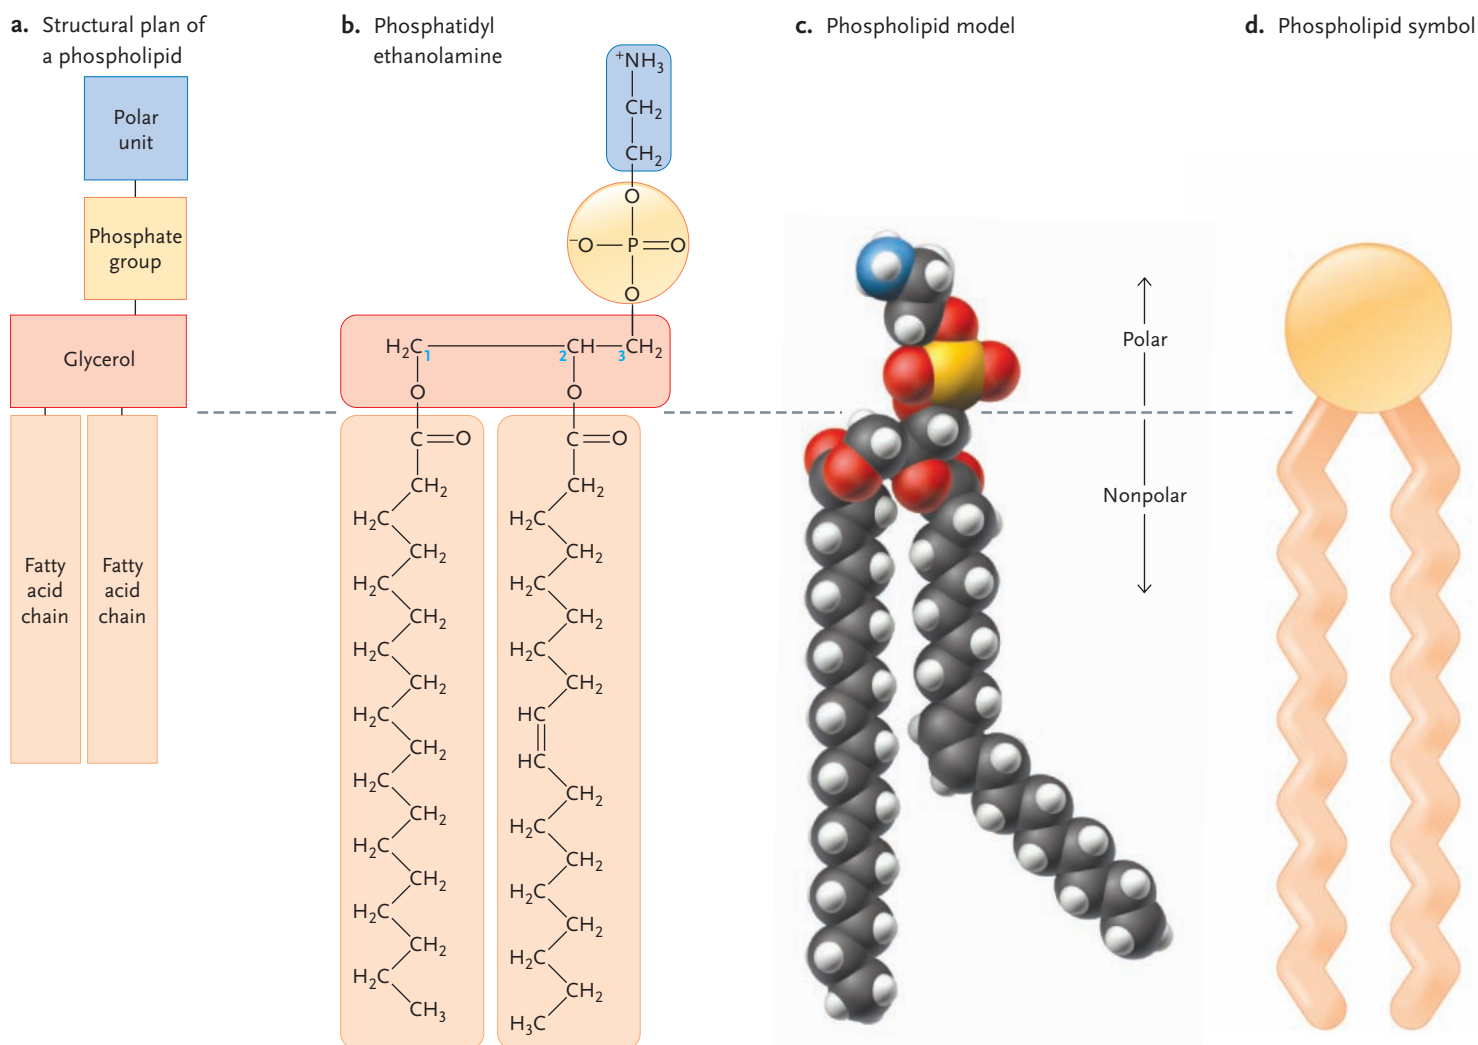 a. Structural plan of
a phospholipid
Polar
unit
Phosphate
group
Glycerol
Fatty
acid
chain
Fatty
acid
chain
b. Phosphatidyl
ethanolamine
⁺NH₃
CH₂
CH₂
O
⁻O—P=O
O
H₂C 1 2 CH 3 CH₂
O O
C=O C=O
CH₂ CH₂
H₂C H₂C
CH₂ CH₂
H₂C H₂C
CH₂ CH₂
H₂C H₂C
CH₂ CH₂
H₂C HC
CH₂ HC
H₂C CH₂
CH₂ H₂C
H₂C CH₂
CH₂ H₂C
H₂C CH₂
CH₂ H₂C
H₂C CH₂
CH₃ H₃C
c. Phospholipid model
Polar
Nonpolar
d. Phospholipid symbol